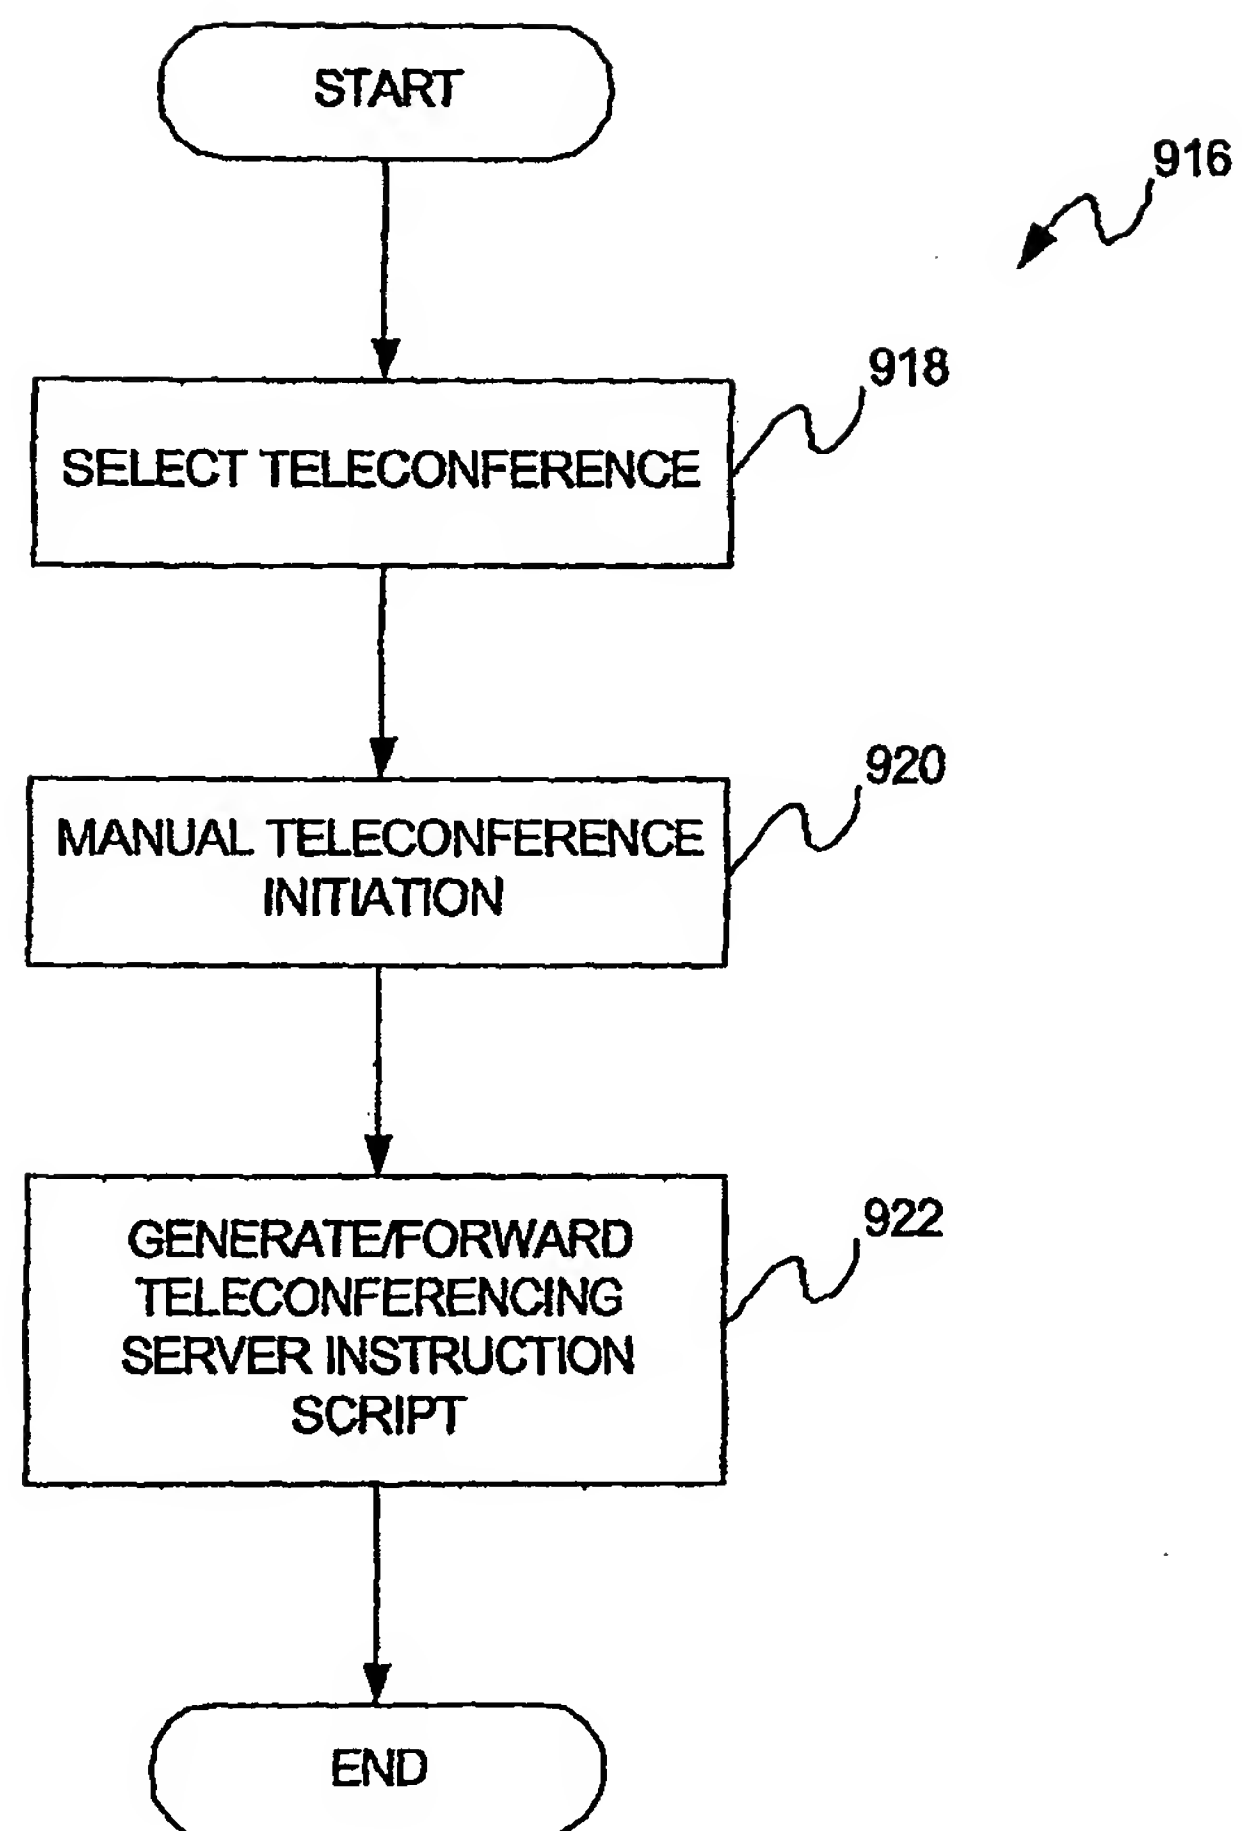 START
916
918
SELECT TELECONFERENCE
920
MANUAL TELECONFERENCE
INITIATION
922
GENERATE/FORWARD
TELECONFERENCING
SERVER INSTRUCTION
SCRIPT
END